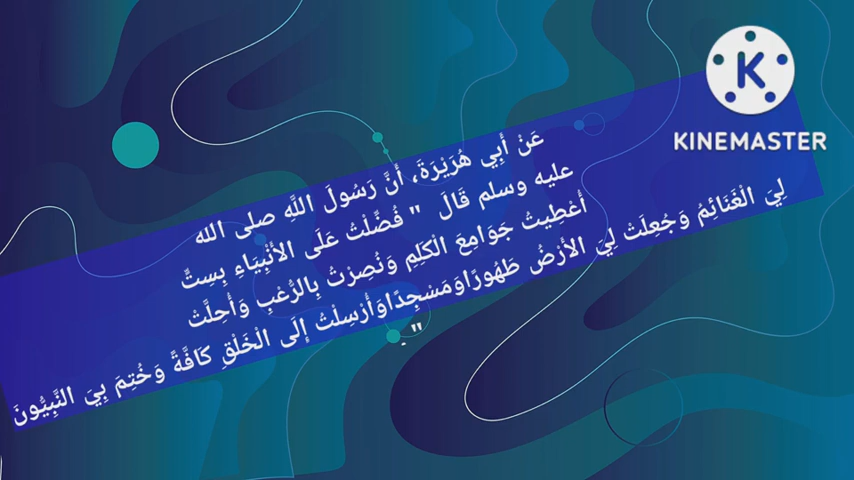 KINEMASTER
عَنْ أَبِي هُرَيْرَةَ، أَنَّ رَسُولَ اللَّهِ صلى الله
عليه وسلم قَالَ " فُضِّلْتُ عَلَى الأَنْبِيَاءِ بِسِتٍّ
أُعْطِيتُ جَوَامِعَ الْكَلِمِ وَنُصِرْتُ بِالرُّعْبِ وَأُحِلَّتْ
لِيَ الْغَنَائِمُ وَجُعِلَتْ لِيَ الأَرْضُ طَهُورًا وَمَسْجِدًا وَأُرْسِلْتُ إِلَى الْخَلْقِ كَافَّةً وَخُتِمَ بِيَ النَّبِيُّونَ
" .